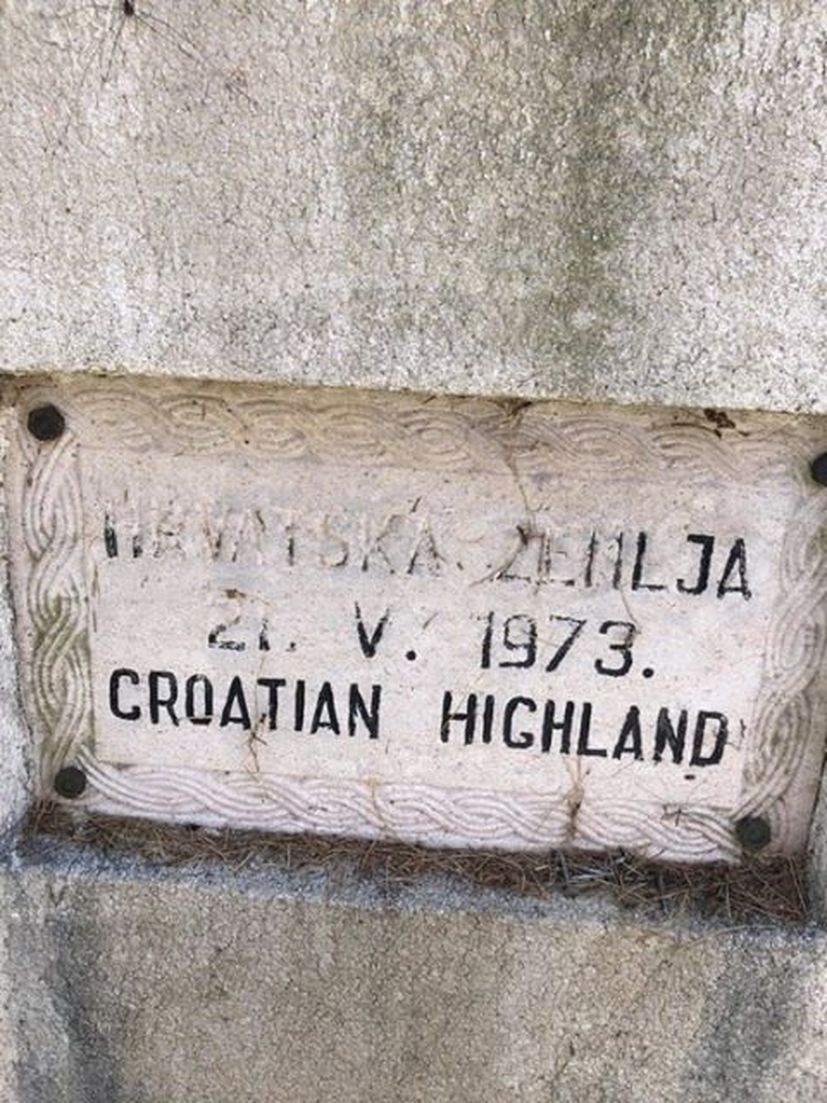 HRVATSKA ZEMLJA
21. V. 1973.
CROATIAN HIGHLAND